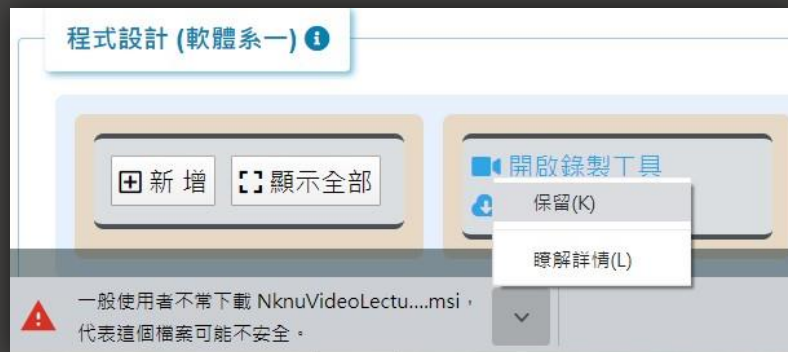 程式設計 (軟體系一)
新 增
顯示全部
開啟錄製工具
保留(K)
瞭解詳情(L)
一般使用者不常下載 NknuVideoLectu....msi，
代表這個檔案可能不安全。